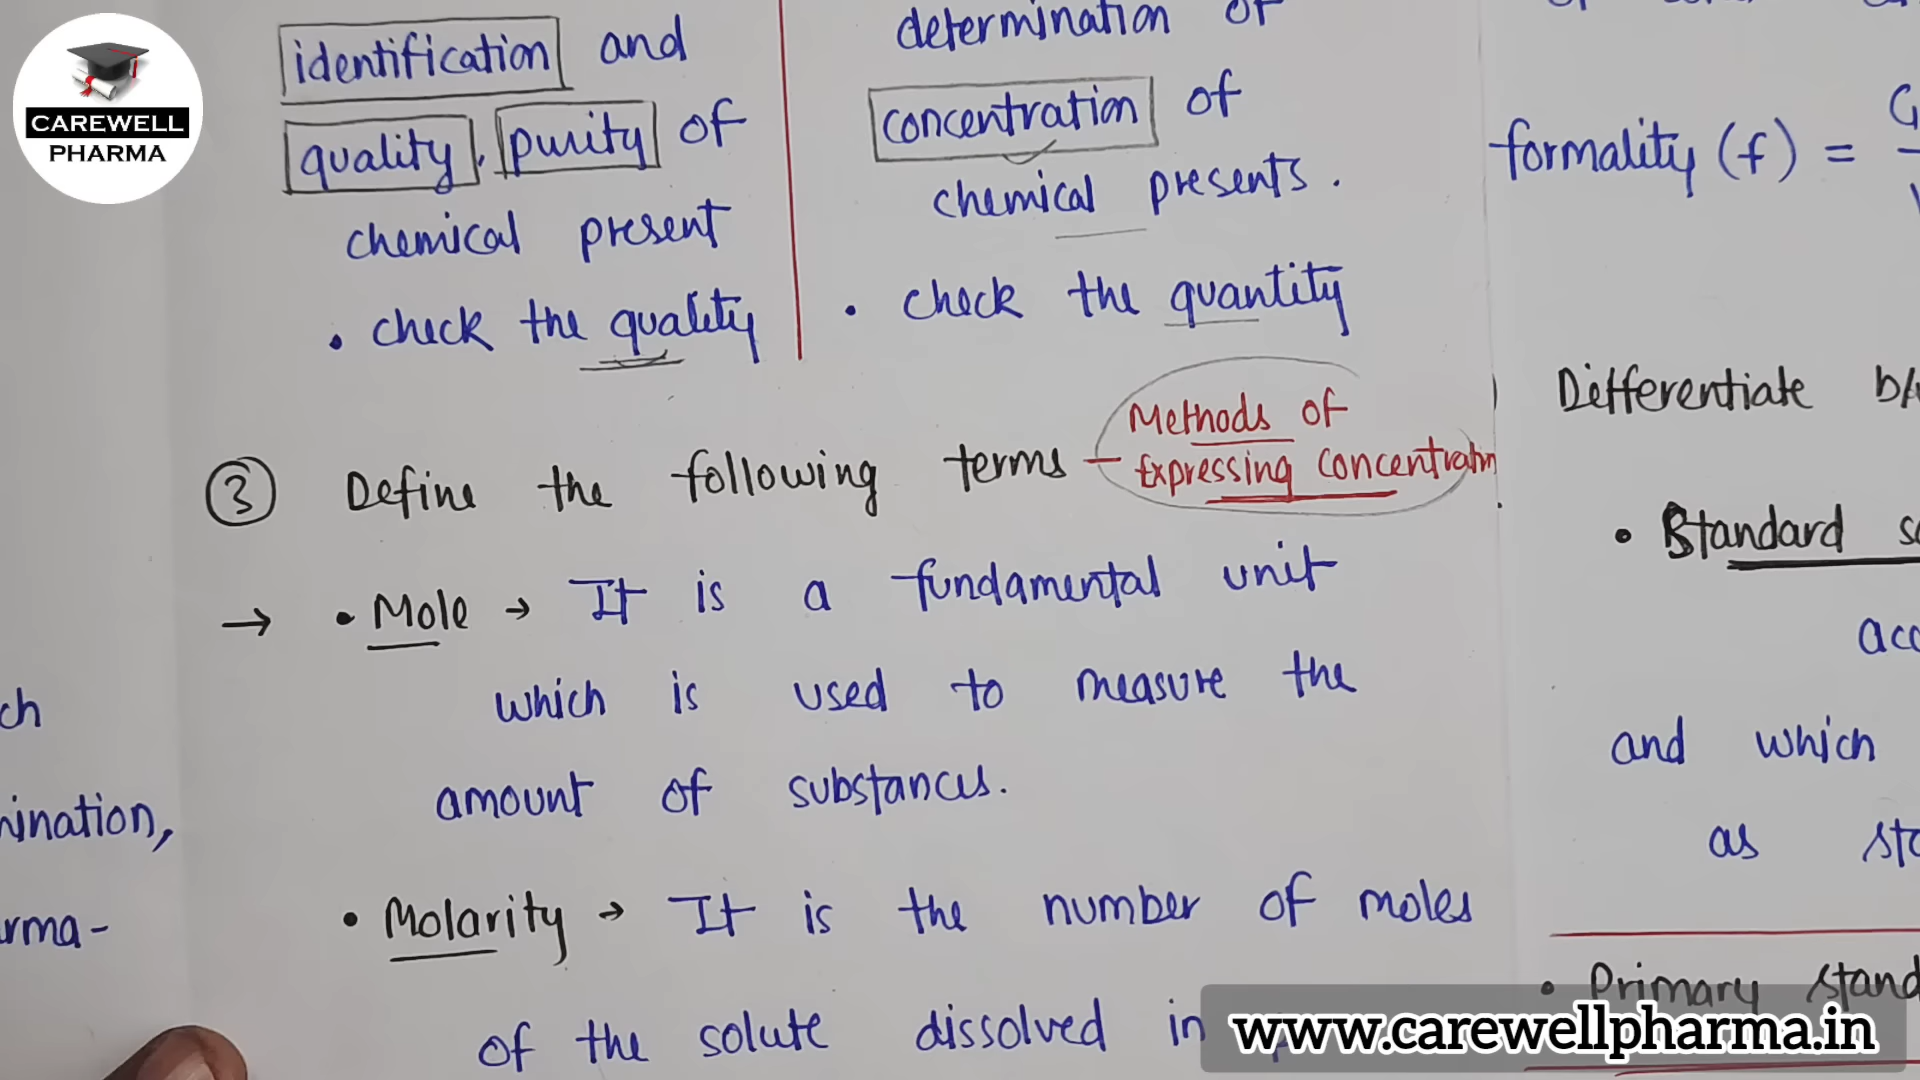 CAREWELL
PHARMA
ch
nination,
rma-
identification and
quality, purity of
chemical present
• check the quality
determination of
concentration of
chemical presents.
• check the quantity
③ Define the following terms — Methods of
Expressing concentration
→ • Mole → It is a fundamental unit
which is used to measure the
amount of substances.
• Molarity → It is the number of moles
of the solute dissolved in
formality (f) =
Differentiate b/
• Standard s
acc
and which
as sta
• Primary stand
www.carewellpharma.in